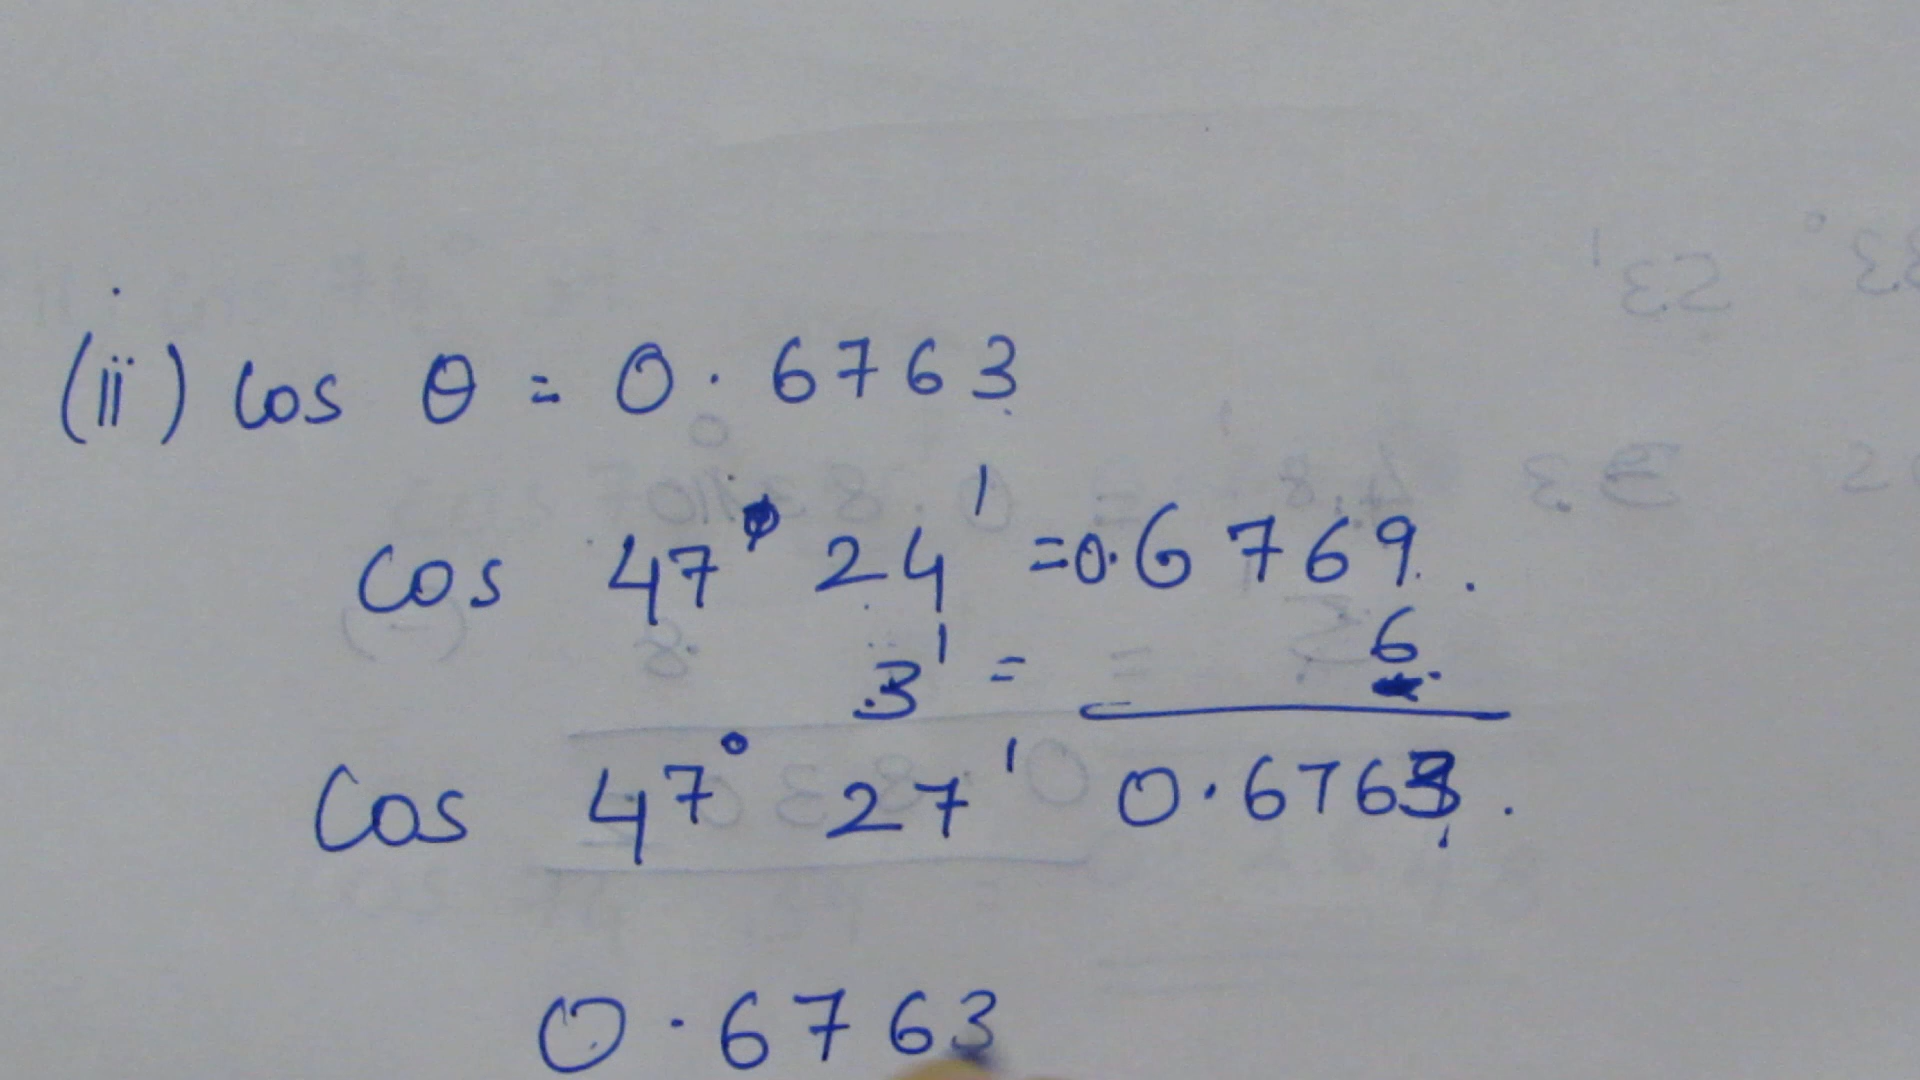 (ii) cos θ = 0.6763
cos 47° 24' = 0.6769.
3' = 6.
Cos 47° 27' 0.6763.
0.6763